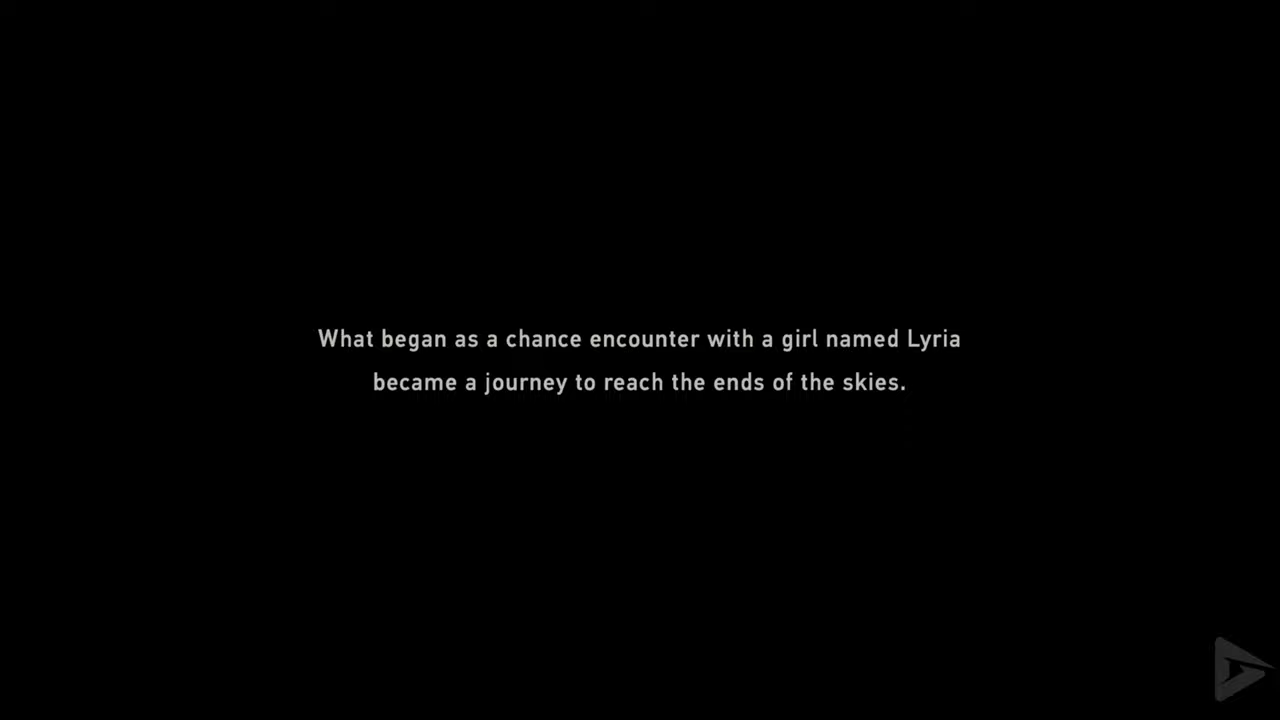 What began as a chance encounter with a girl named Lyria
became a journey to reach the ends of the skies.